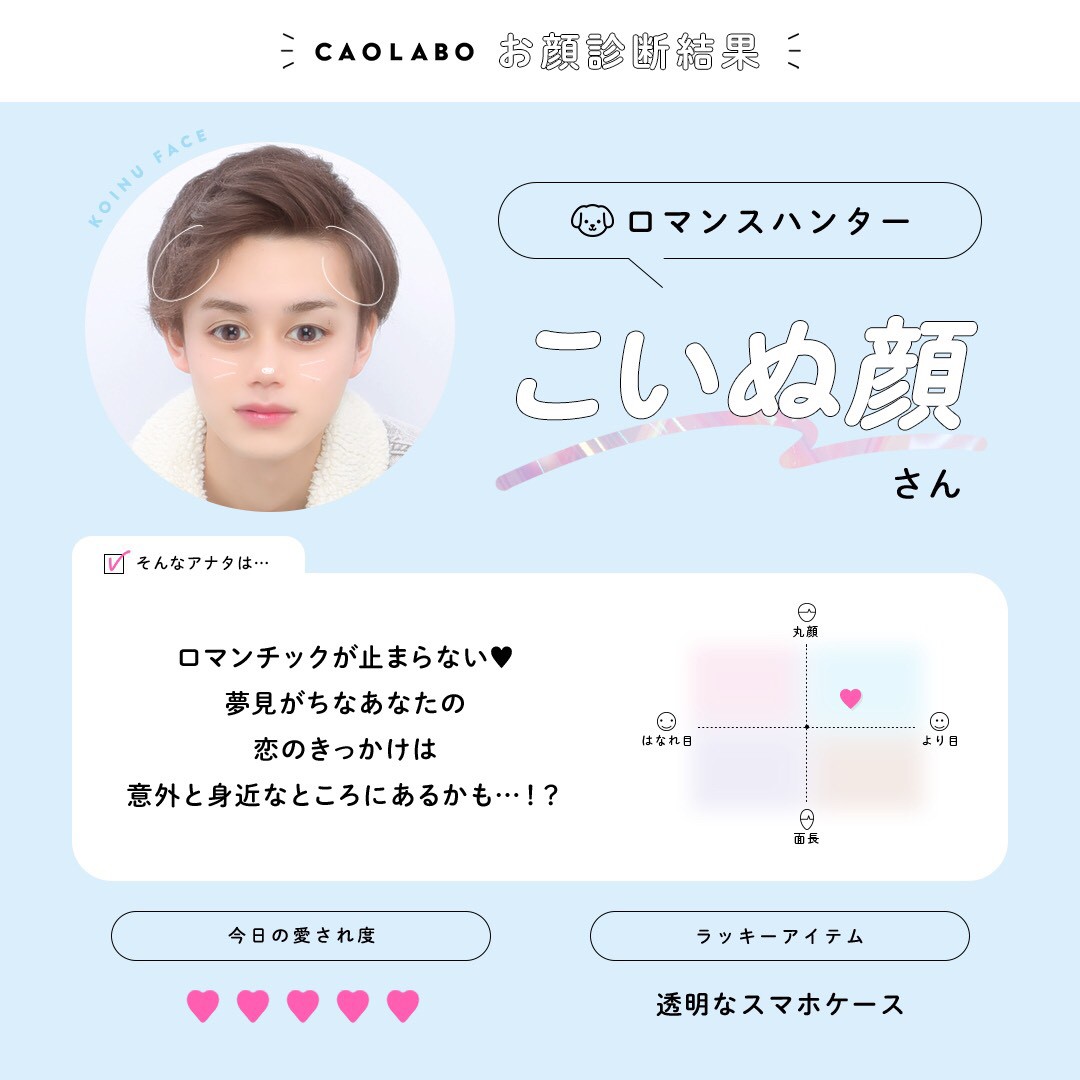 CAOLABO お顔診断結果
KOINU FACE
ロマンスハンター
こいぬ顔
さん
そんなアナタは…
ロマンチックが止まらない♥
夢見がちなあなたの
恋のきっかけは
意外と身近なところにあるかも…！？
丸顔
はなれ目
より目
面長
今日の愛され度
ラッキーアイテム
透明なスマホケース